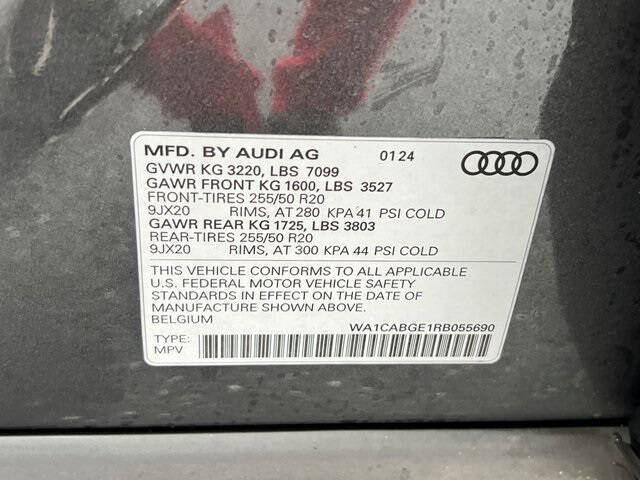 MFD. BY AUDI AG 0124
GVWR KG 3220, LBS 7099
GAWR FRONT KG 1600, LBS 3527
FRONT-TIRES 255/50 R20
9JX20 RIMS, AT 280 KPA 41 PSI COLD
GAWR REAR KG 1725, LBS 3803
REAR-TIRES 255/50 R20
9JX20 RIMS, AT 300 KPA 44 PSI COLD
THIS VEHICLE CONFORMS TO ALL APPLICABLE
U.S. FEDERAL MOTOR VEHICLE SAFETY
STANDARDS IN EFFECT ON THE DATE OF
MANUFACTURE SHOWN ABOVE.
BELGIUM WA1CABGE1RB055690
TYPE:
MPV